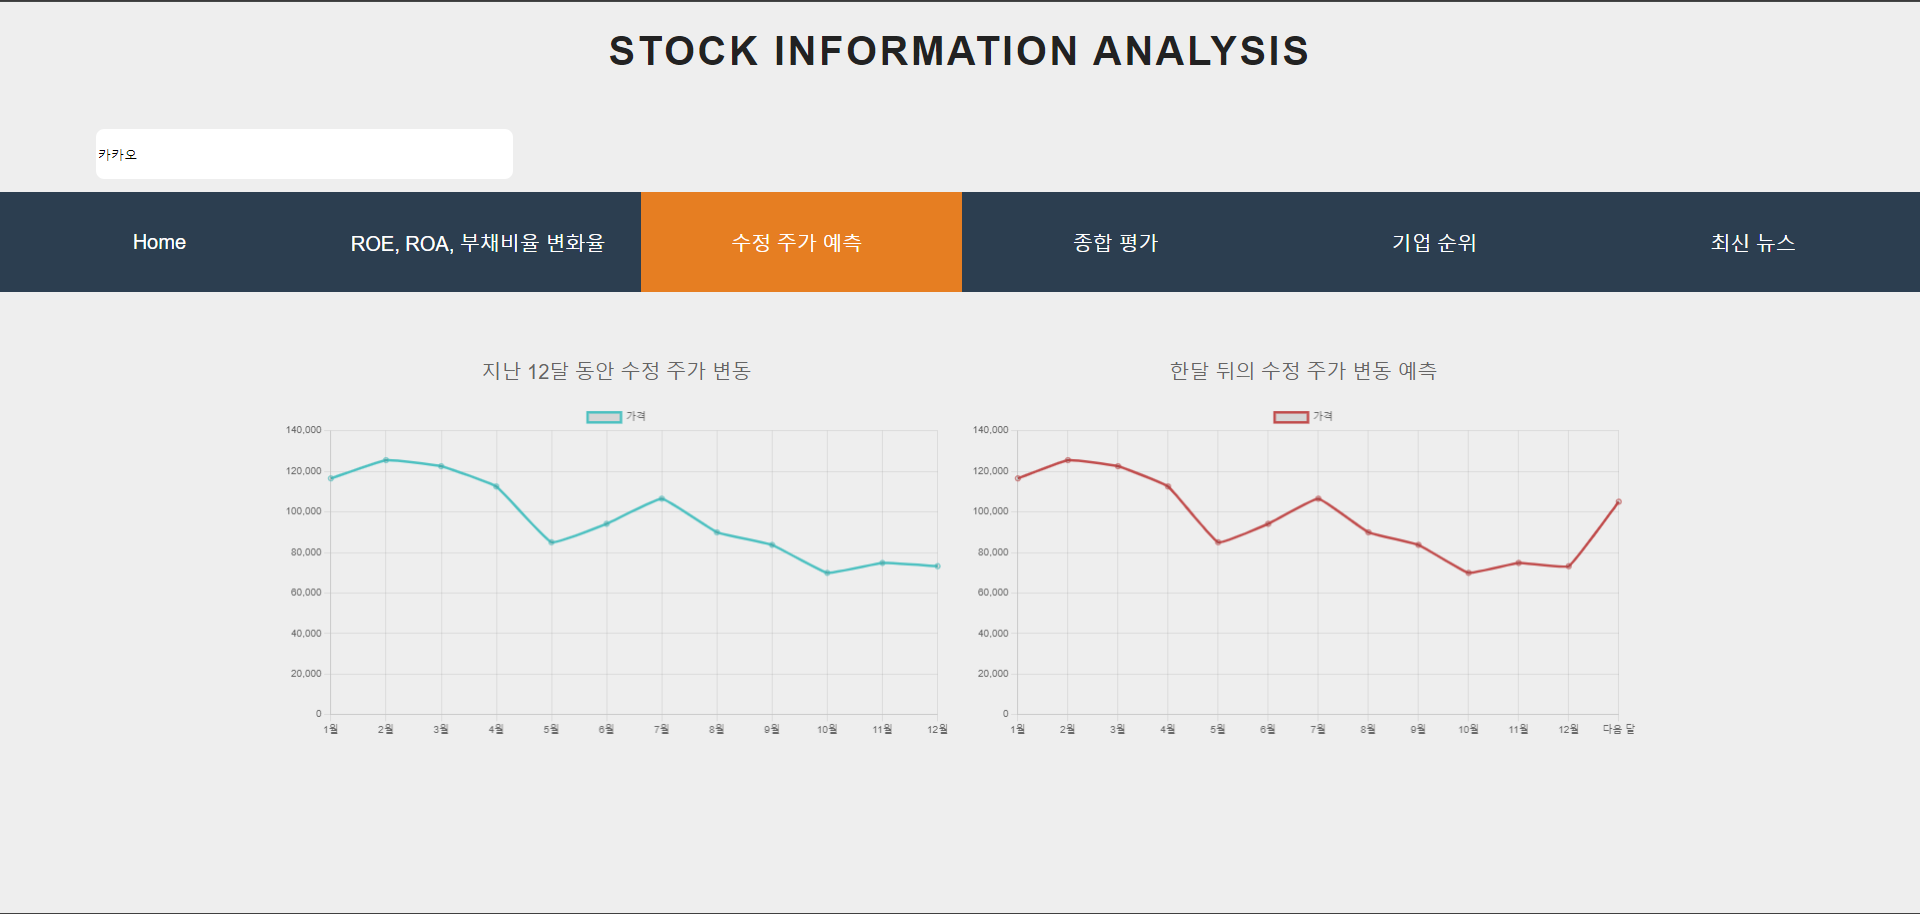 STOCK INFORMATION ANALYSIS
카카오
Home ROE, ROA, 부채비율 변화율 수정 주가 예측 종합 평가 기업 순위 최신 뉴스
지난 12달 동안 수정 주가 변동
가격
140,000
120,000
100,000
80,000
60,000
40,000
20,000
0
1월 2월 3월 4월 5월 6월 7월 8월 9월 10월 11월 12월
한달 뒤의 수정 주가 변동 예측
가격
140,000
120,000
100,000
80,000
60,000
40,000
20,000
0
1월 2월 3월 4월 5월 6월 7월 8월 9월 10월 11월 12월 다음 달